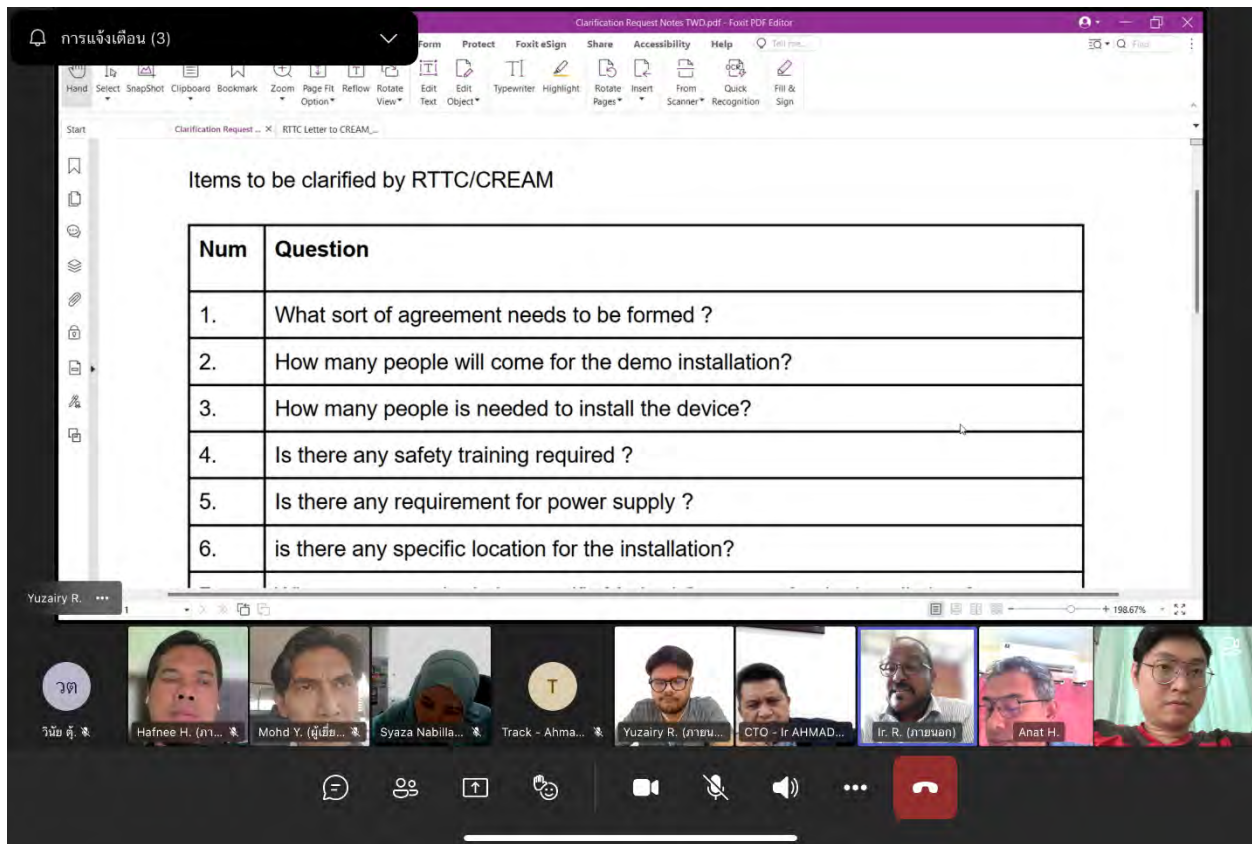 การแจ้งเตือน (3)
Clarification Request Notes TWD.pdf - Foxit PDF Editor
Form Protect Foxit eSign Share Accessibility Help Tell me... Find
Hand Select SnapShot Clipboard Bookmark Zoom Page Fit Option Reflow Rotate View Edit Text Edit Object Typewriter Highlight Rotate Pages Insert From Scanner Quick Recognition Fill & Sign
Start Clarification Request ... RTTC Letter to CREAM_...
Items to be clarified by RTTC/CREAM
Num Question
1. What sort of agreement needs to be formed ?
2. How many people will come for the demo installation?
3. How many people is needed to install the device?
4. Is there any safety training required ?
5. Is there any requirement for power supply ?
6. is there any specific location for the installation?
Yuzairy R.
1
198.67%
วต
T
วินัย ตู้.
Hafnee H. (ภา...
Mohd Y. (ผู้เชี่ย...
Syaza Nabilla...
Track - Ahma...
Yuzairy R. (ภายน...
CTO - Ir AHMAD...
Ir. R. (ภายนอก)
Anat H.